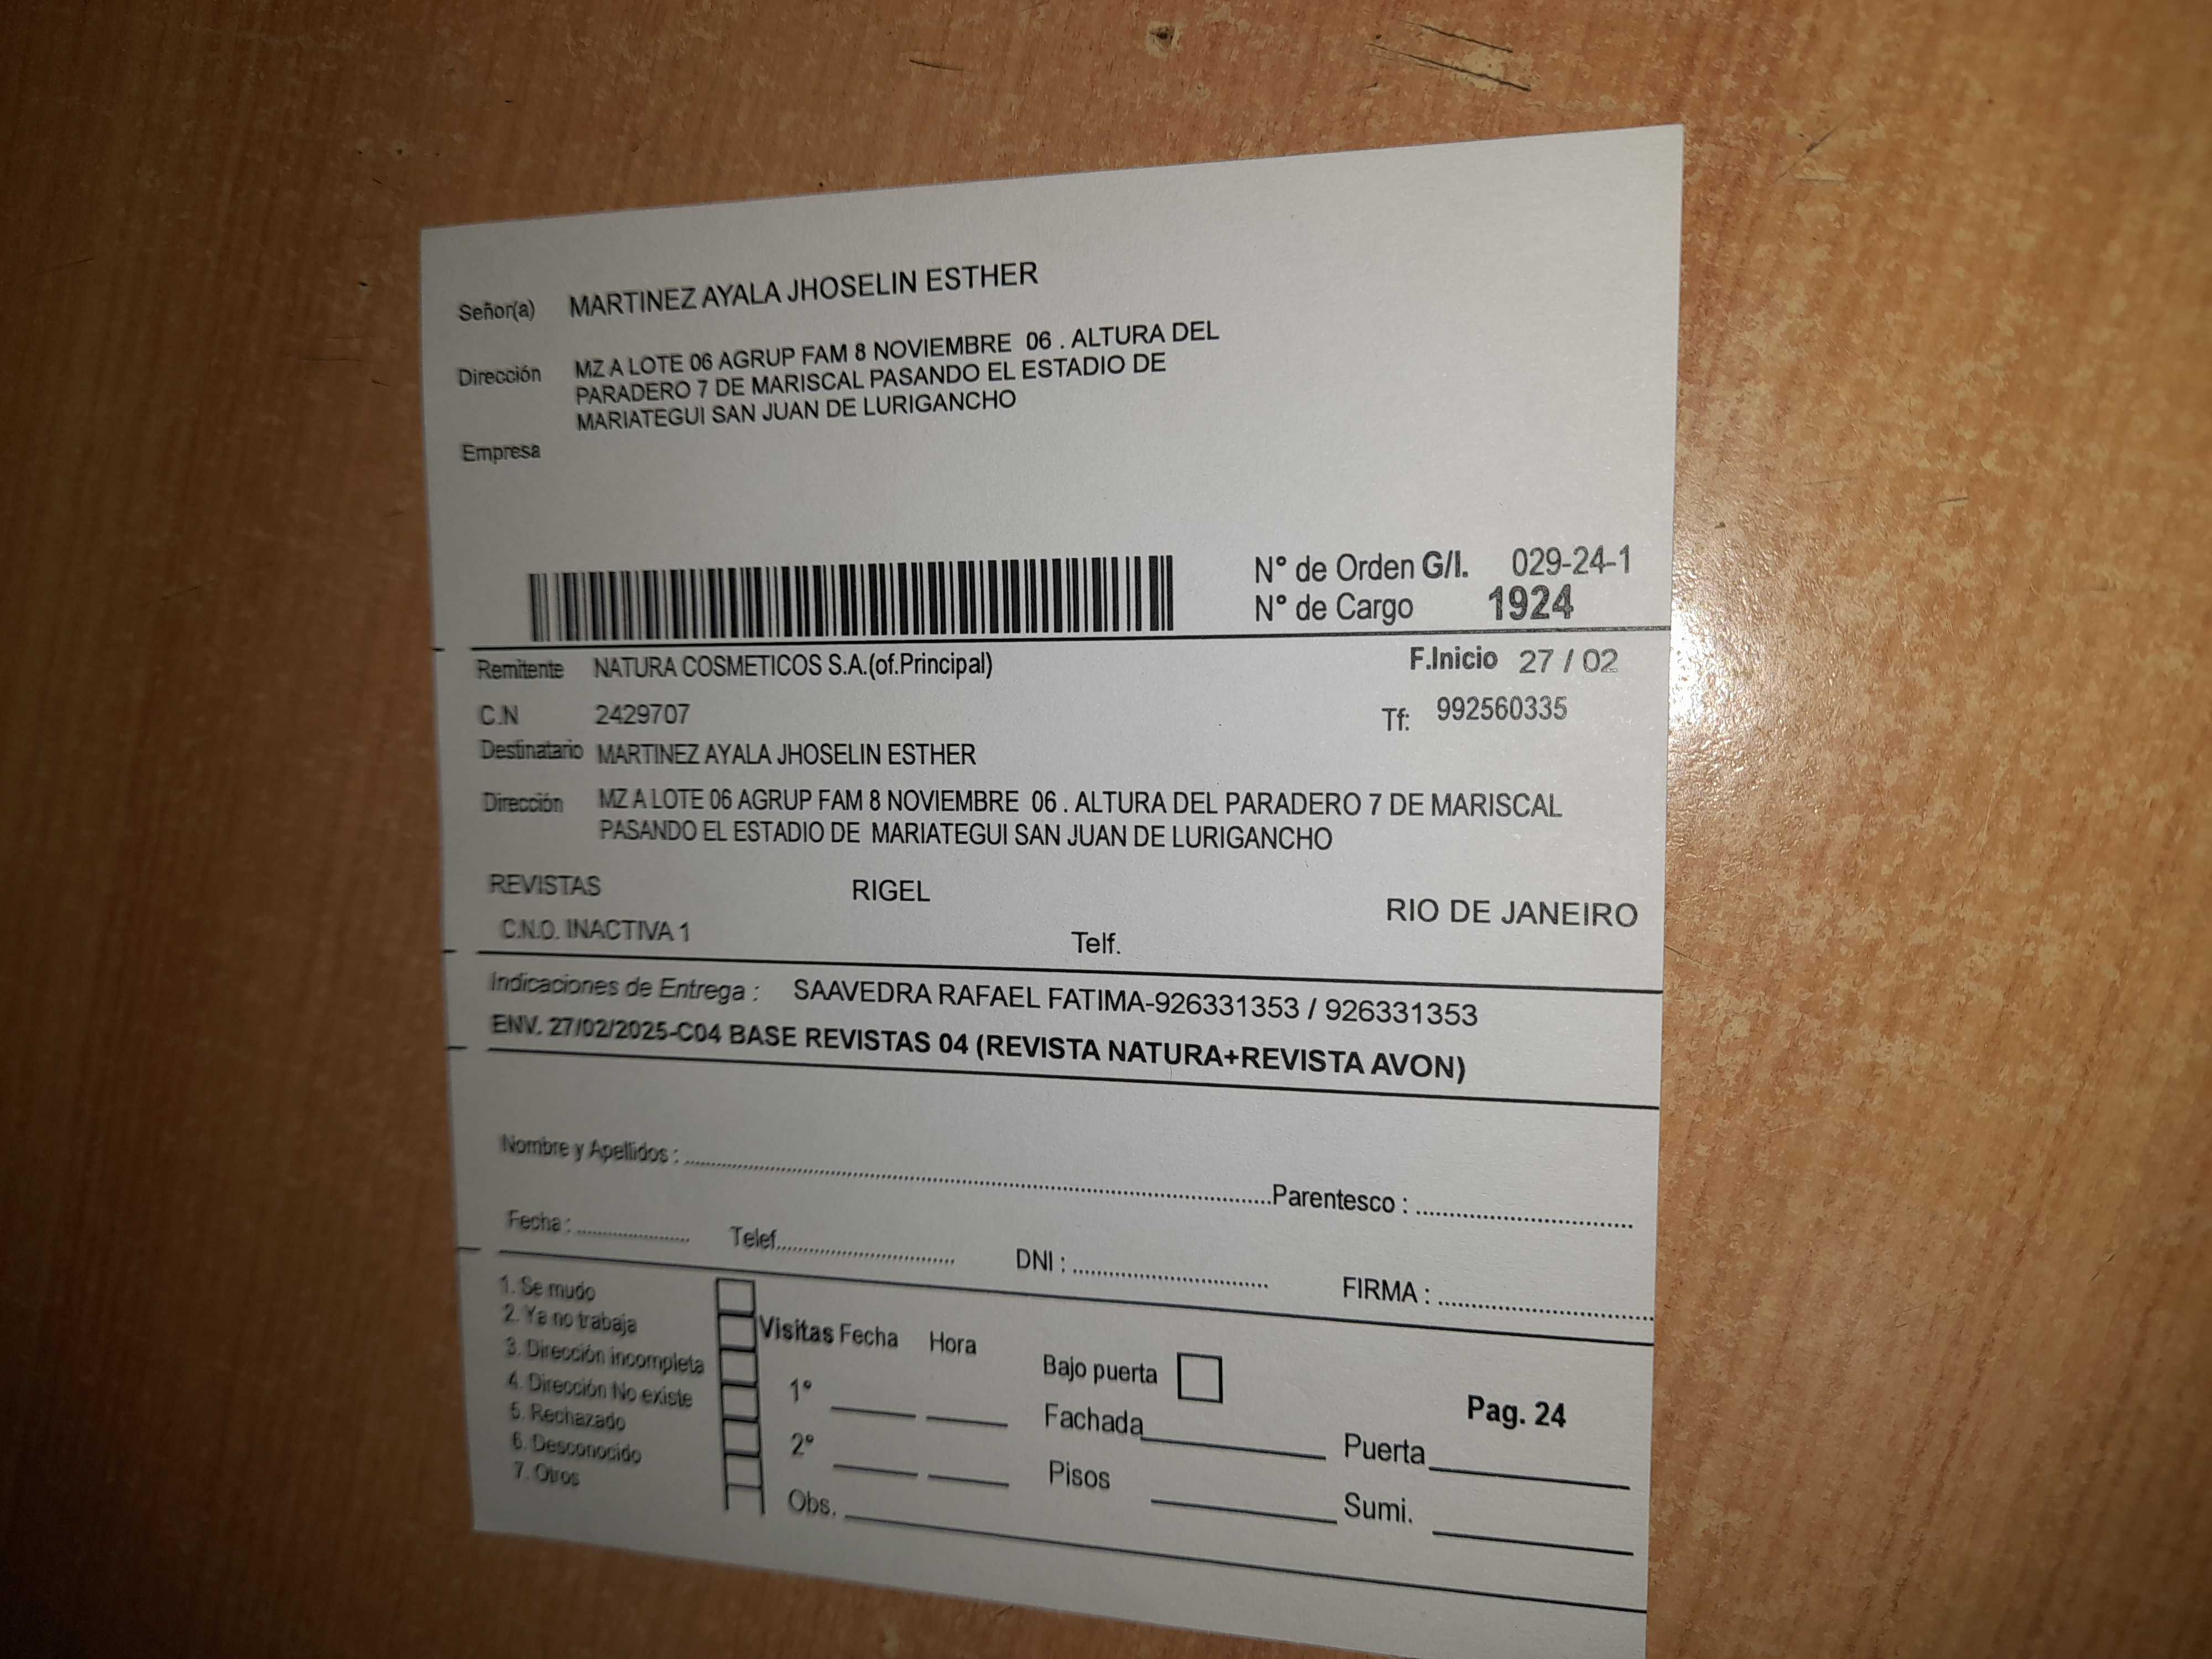 Señor(a) MARTINEZ AYALA JHOSELIN ESTHER
Dirección MZ A LOTE 06 AGRUP FAM 8 NOVIEMBRE 06 . ALTURA DEL
PARADERO 7 DE MARISCAL PASANDO EL ESTADIO DE
MARIATEGUI SAN JUAN DE LURIGANCHO
Empresa
N° de Orden G/I. 029-24-1
N° de Cargo 1924
Remitente NATURA COSMETICOS S.A.(of.Principal) F.Inicio 27 / 02
C.N 2429707 Tf: 992560335
Destinatario MARTINEZ AYALA JHOSELIN ESTHER
Dirección MZ A LOTE 06 AGRUP FAM 8 NOVIEMBRE 06 . ALTURA DEL PARADERO 7 DE MARISCAL
PASANDO EL ESTADIO DE MARIATEGUI SAN JUAN DE LURIGANCHO
REVISTAS RIGEL RIO DE JANEIRO
C.N.O. INACTIVA 1 Telf.
Indicaciones de Entrega : SAAVEDRA RAFAEL FATIMA-926331353 / 926331353
ENV. 27/02/2025-C04 BASE REVISTAS 04 (REVISTA NATURA+REVISTA AVON)
Nombre y Apellidos : Parentesco :
Fecha : Telef. DNI : FIRMA :
1. Se mudo
2. Ya no trabaja Visitas Fecha Hora
3. Dirección incompleta Bajo puerta
4. Dirección No existe 1° Pag. 24
5. Rechazado Fachada Puerta
6. Desconocido 2° Pisos
7. Otros Obs. Sumi.